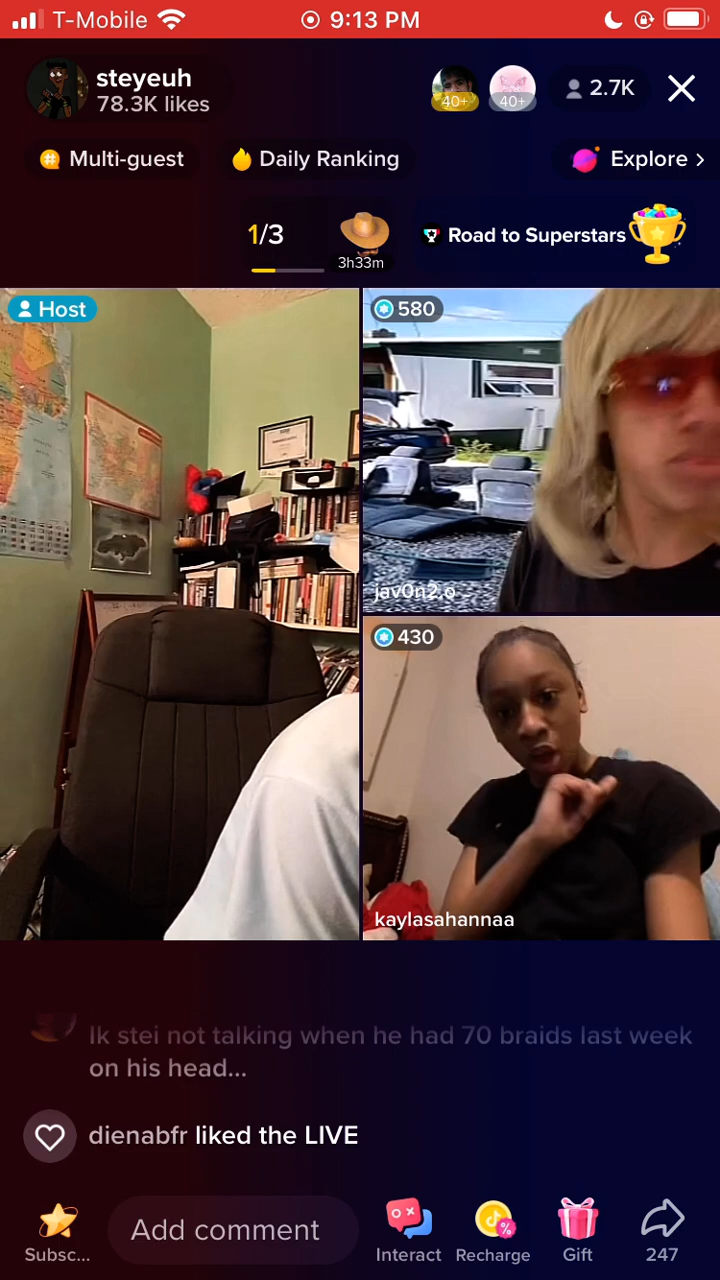 T-Mobile
9:13 PM
steyeuh
78.3K likes
40+
40+
2.7K
Multi-guest
Daily Ranking
Explore >
1/3
3h33m
Road to Superstars
Host
580
jav0n2.o
430
kaylasahannaa
lk stei not talking when he had 70 braids last week
on his head...
dienabfr liked the LIVE
Subsc...
Add comment
Interact
Recharge
Gift
247